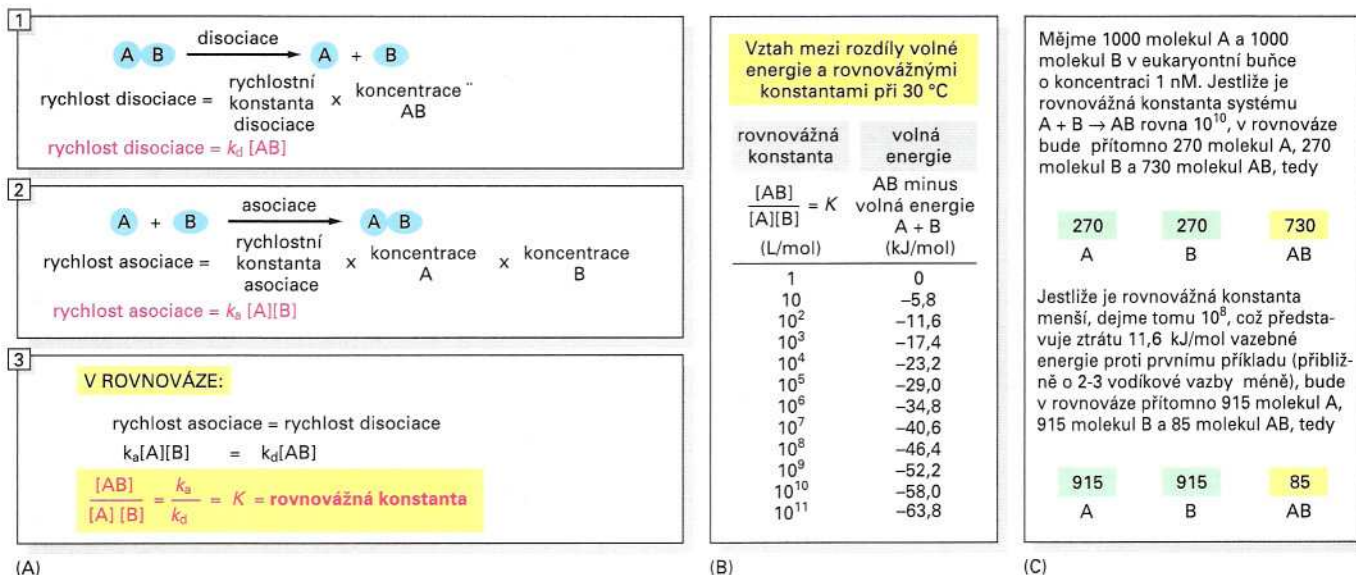 1
disociace
A B
A + B
rychlost disociace = rychlostní konstanta disociace x koncentrace¨ AB
rychlost disociace = kd [AB]
2
asociace
A + B
A B
rychlost asociace = rychlostní konstanta asociace x koncentrace A x koncentrace B
rychlost asociace = ka [A][B]
3
V ROVNOVÁZE:
rychlost asociace = rychlost disociace
ka[A][B] = kd[AB]
[AB] / [A] [B] = ka / kd = K = rovnovážná konstanta
(A)
Vztah mezi rozdíly volné
energie a rovnovážnými
konstantami při 30 °C
rovnovážná konstanta
volná energie
[AB] / [A][B] = K
(L/mol)
AB minus
volná energie
A + B
(kJ/mol)
1 0
10 –5,8
10² –11,6
10³ –17,4
10⁴ –23,2
10⁵ –29,0
10⁶ –34,8
10⁷ –40,6
10⁸ –46,4
10⁹ –52,2
10¹⁰ –58,0
10¹¹ –63,8
(B)
Mějme 1000 molekul A a 1000
molekul B v eukaryontní buňce
o koncentraci 1 nM. Jestliže je
rovnovážná konstanta systému
A + B → AB rovna 10¹⁰, v rovnováze
bude přítomno 270 molekul A, 270
molekul B a 730 molekul AB, tedy
270 270 730
A B AB
Jestliže je rovnovážná konstanta
menší, dejme tomu 10⁸, což předsta-
vuje ztrátu 11,6 kJ/mol vazebné
energie proti prvnímu příkladu (přibliž-
ně o 2-3 vodíkové vazby méně), bude
v rovnováze přítomno 915 molekul A,
915 molekul B a 85 molekul AB, tedy
915 915 85
A B AB
(C)